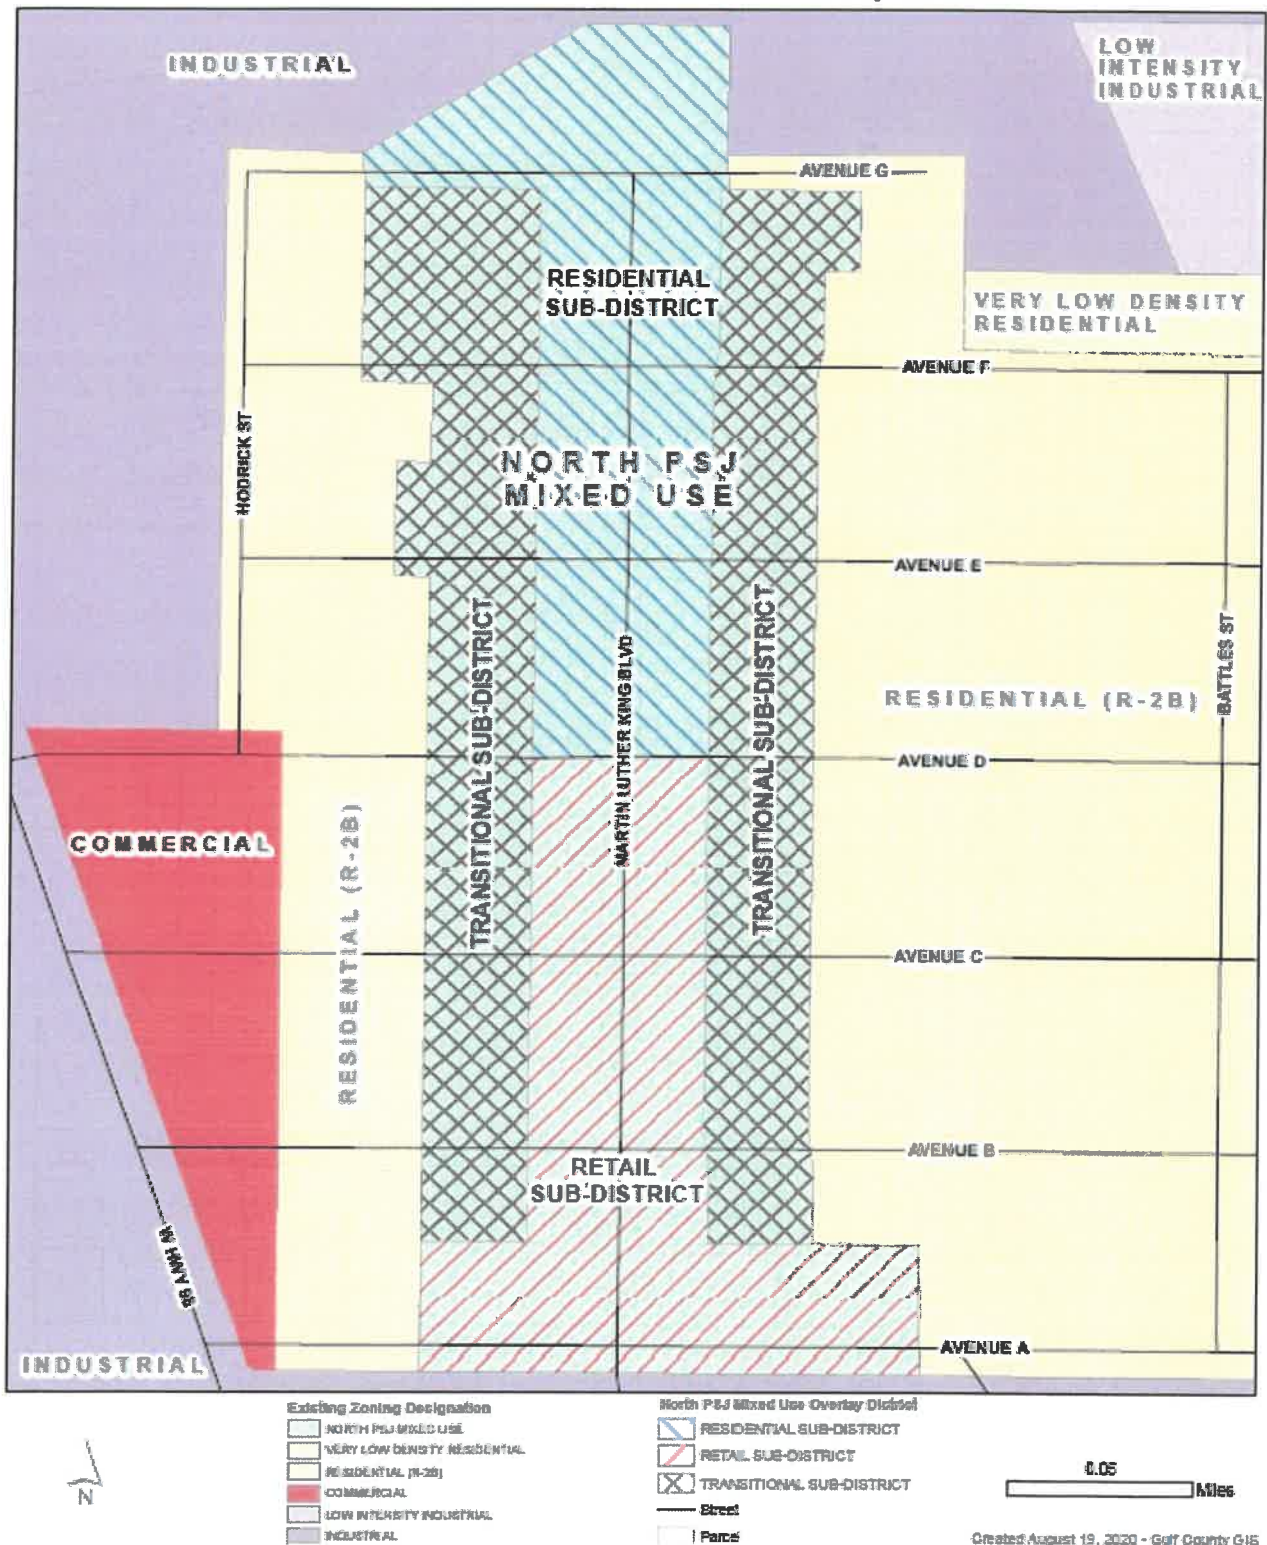 INDUSTRIAL
LOW
INTENSITY
INDUSTRIAL
AVENUE G
RESIDENTIAL
SUB-DISTRICT
VERY LOW DENSITY
RESIDENTIAL
AVENUE F
HODRICK ST
NORTH PSJ
MIXED USE
AVENUE E
TRANSITIONAL SUB-DISTRICT
MARTIN LUTHER KING BLVD
TRANSITIONAL SUB-DISTRICT
RESIDENTIAL (R-2B)
BATTLES ST
AVENUE D
COMMERCIAL
RESIDENTIAL (R-2B)
AVENUE C
AVENUE B
RETAIL
SUB-DISTRICT
INDUSTRIAL
AVENUE A
Existing Zoning Designation
NORTH PSJ MIXED USE
VERY LOW DENSITY RESIDENTIAL
RESIDENTIAL (R-2B)
COMMERCIAL
LOW INTENSITY INDUSTRIAL
INDUSTRIAL
North PSJ Mixed Use Overlay District
RESIDENTIAL SUB-DISTRICT
RETAIL SUB-DISTRICT
TRANSITIONAL SUB-DISTRICT
Street
Parcel
N
0.05
Miles
Created August 19, 2020 - Gulf County GIS